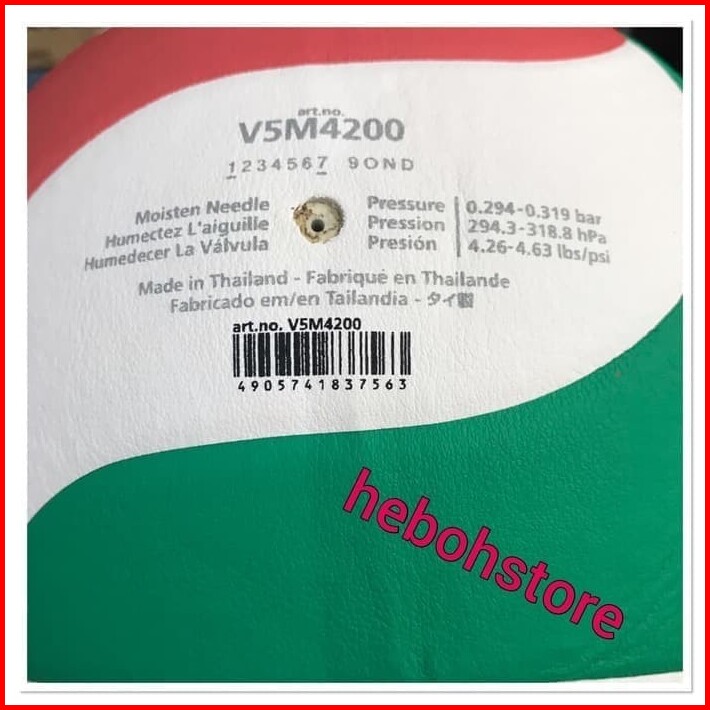 art.no.
V5M4200
1234567 9OND
Moisten Needle
Humectez L'aiguille
Humedecer La Válvula
Pressure 0.294-0.319 bar
Pression 294.3-318.8 hPa
Presión 4.26-4.63 lbs/psi
Made in Thailand - Fabriqué en Thaïlande
Fabricado em/en Tailandia - タイ製
art.no. V5M4200
4905741837563
hebohstore